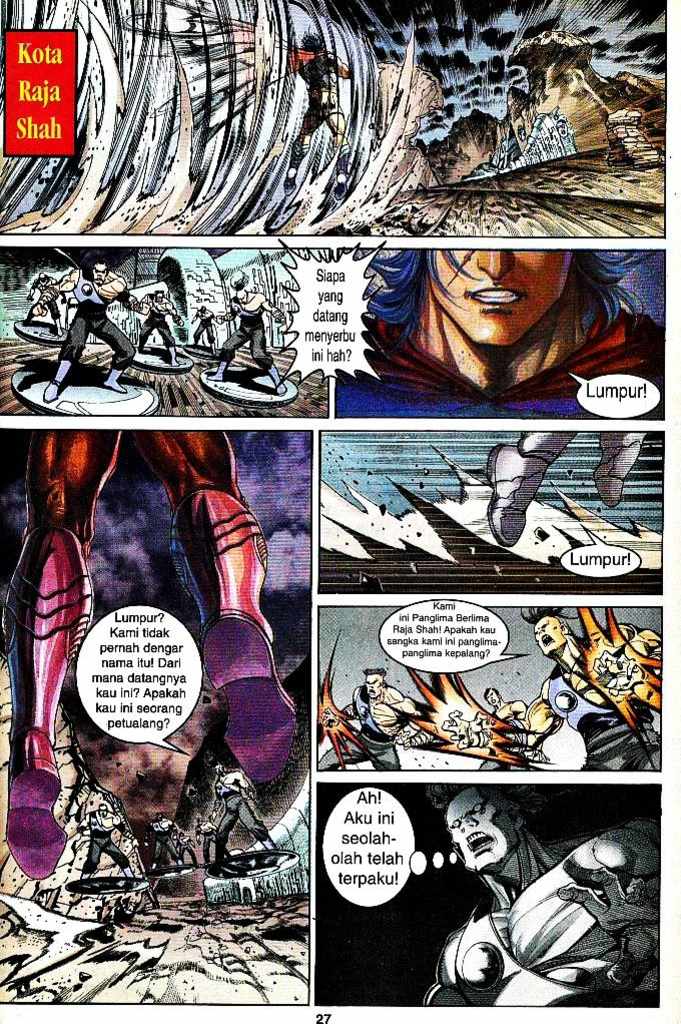 Kota
Raja
Shah
Siapa
yang
datang
menyerbu
ini hah?
Lumpur!
Lumpur?
Kami tidak
pernah dengar
nama itu! Dari
mana datangnya
kau ini? Apakah
kau ini seorang
petualang?
Lumpur!
Kami
ini Panglima Berlima
Raja Shah! Apakah kau
sangka kami ini panglima-
panglima kepalang?
Ah!
Aku ini
seolah-
olah telah
terpaku!
27